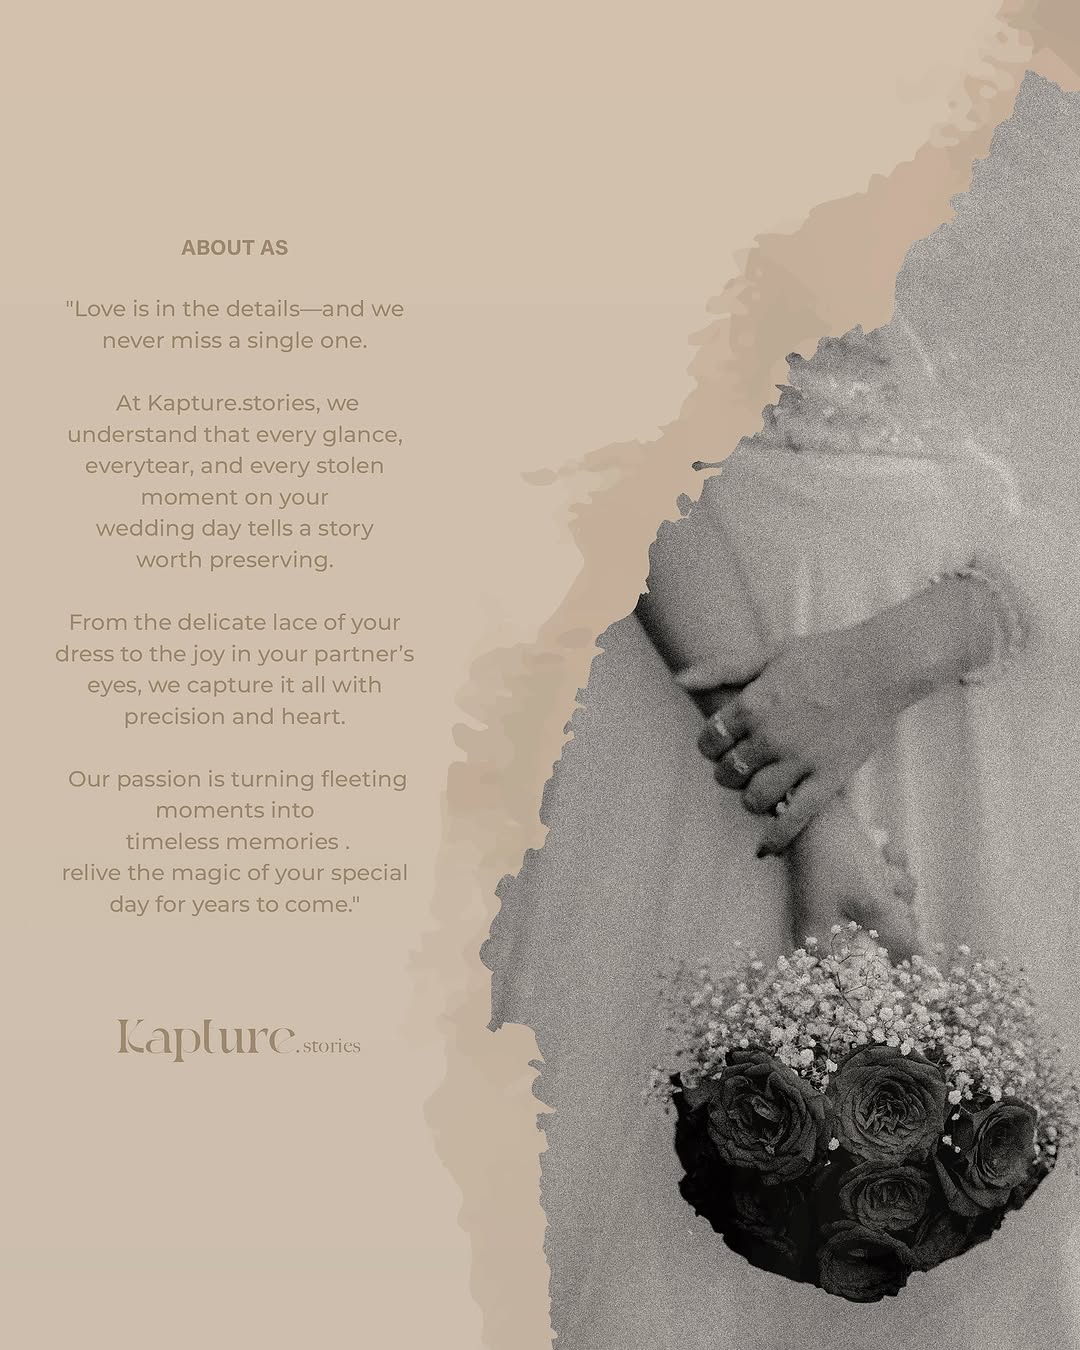 ABOUT AS
"Love is in the details—and we
never miss a single one.
At Kapture.stories, we
understand that every glance,
everytear, and every stolen
moment on your
wedding day tells a story
worth preserving.
From the delicate lace of your
dress to the joy in your partner’s
eyes, we capture it all with
precision and heart.
Our passion is turning fleeting
moments into
timeless memories .
relive the magic of your special
day for years to come."
Kapture.stories